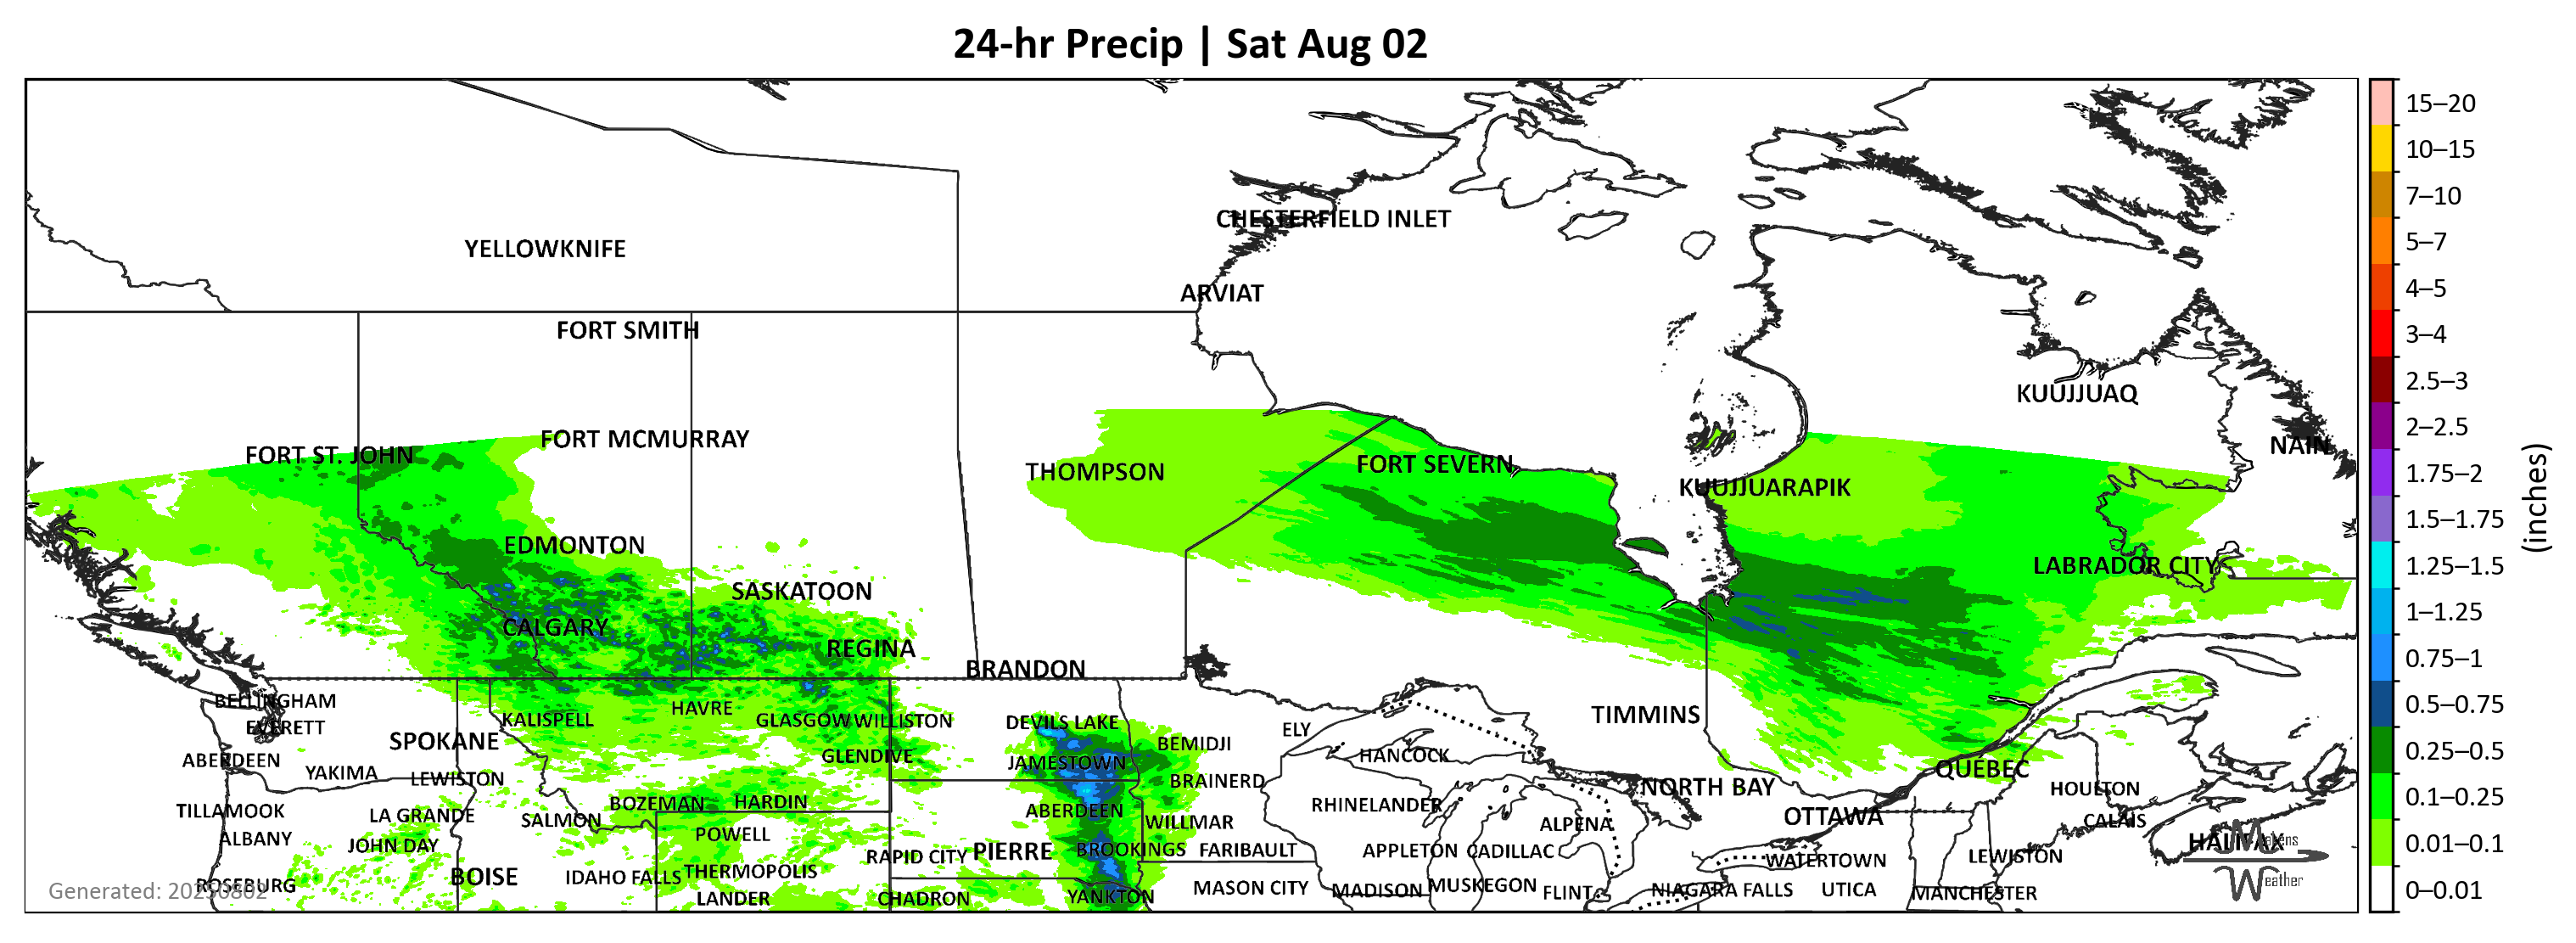 24-hr Precip | Sat Aug 02
CHESTERFIELD INLET
YELLOWKNIFE
ARVIAT
FORT SMITH
KUUJJUAQ
FORT MCMURRAY
NAIN
FORT ST. JOHN
FORT SEVERN
THOMPSON
KUUJJUARAPIK
EDMONTON
LABRADOR CITY
SASKATOON
CALGARY
REGINA
BRANDON
BELLINGHAM
HAVRE
KALISPELL
GLASGOW WILLISTON
DEVILS LAKE
TIMMINS
EVERETT
ELY
SPOKANE
BEMIDJI
GLENDIVE
HANCOCK
ABERDEEN
JAMESTOWN
QUÉBEC
YAKIMA
LEWISTON
BRAINERD
NORTH BAY
HOULTON
BOZEMAN
HARDIN
RHINELANDER
TILLAMOOK
ABERDEEN
LA GRANDE
OTTAWA
SALMON
WILLMAR
CALAIS
ALPENA
ALBANY
POWELL
HALIFAX
JOHN DAY
BROOKINGS
FARIBAULT
APPLETON
CADILLAC
PIERRE
RAPID CITY
WATERTOWN
LEWISTON
BOISE
IDAHO FALLS
THERMOPOLIS
ROSEBURG
MASON CITY
MADISON
MUSKEGON
FLINT
NIAGARA FALLS
UTICA
MANCHESTER
LANDER
CHADRON
YANKTON
Generated: 20250802
Weather
15–20
10–15
7–10
5–7
4–5
3–4
2.5–3
2–2.5
1.75–2
1.5–1.75
1.25–1.5
1–1.25
0.75–1
0.5–0.75
0.25–0.5
0.1–0.25
0.01–0.1
0–0.01
(inches)